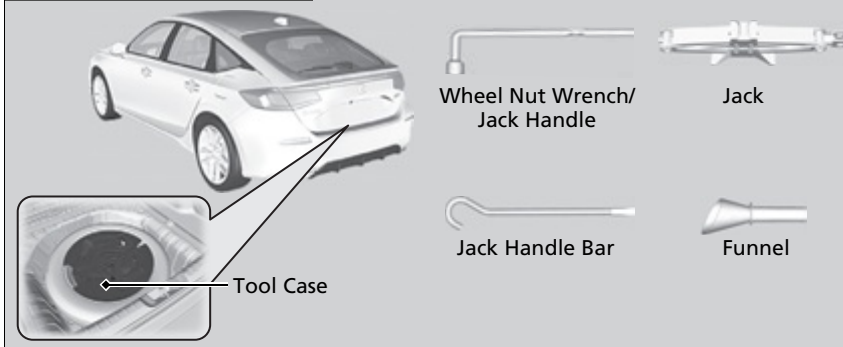 Wheel Nut Wrench/
Jack Handle
Jack
Jack Handle Bar
Funnel
Tool Case